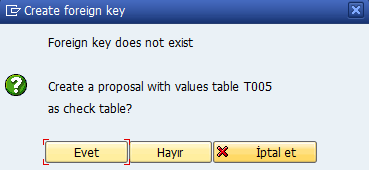 Create foreign key
Foreign key does not exist
Create a proposal with values table T005
as check table?
Evet
Hayır
İptal et